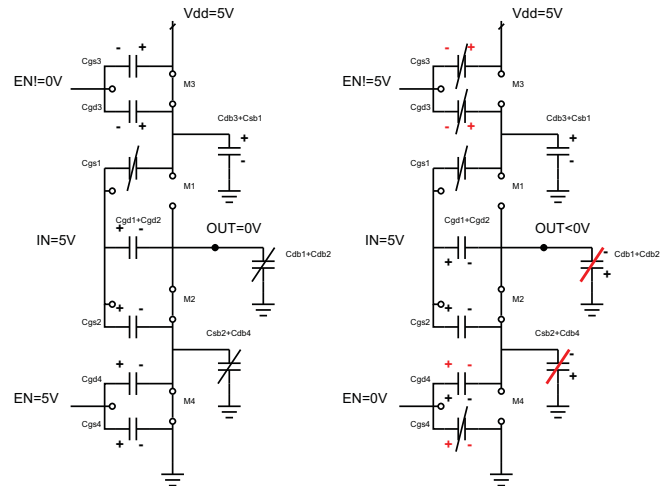 Vdd=5V
Cgs3
- +
EN!=0V
M3
Cgd3
- +
Cdb3+Csb1
+
-
Cgs1
M1
Cgd1+Cgd2
OUT=0V
IN=5V
+ -
Cdb1+Cdb2
M2
+ -
Cgs2
Csb2+Cdb4
Cgd4
+ -
EN=5V
M4
Cgs4
+ -
Vdd=5V
Cgs3
- +
EN!=5V
M3
Cgd3
- +
Cdb3+Csb1
+
-
Cgs1
M1
Cgd1+Cgd2
OUT<0V
IN=5V
+ -
Cdb1+Cdb2
-
+
M2
+ -
Cgs2
Csb2+Cdb4
-
+
+ -
Cgd4
+ -
EN=0V
M4
Cgs4
+ -